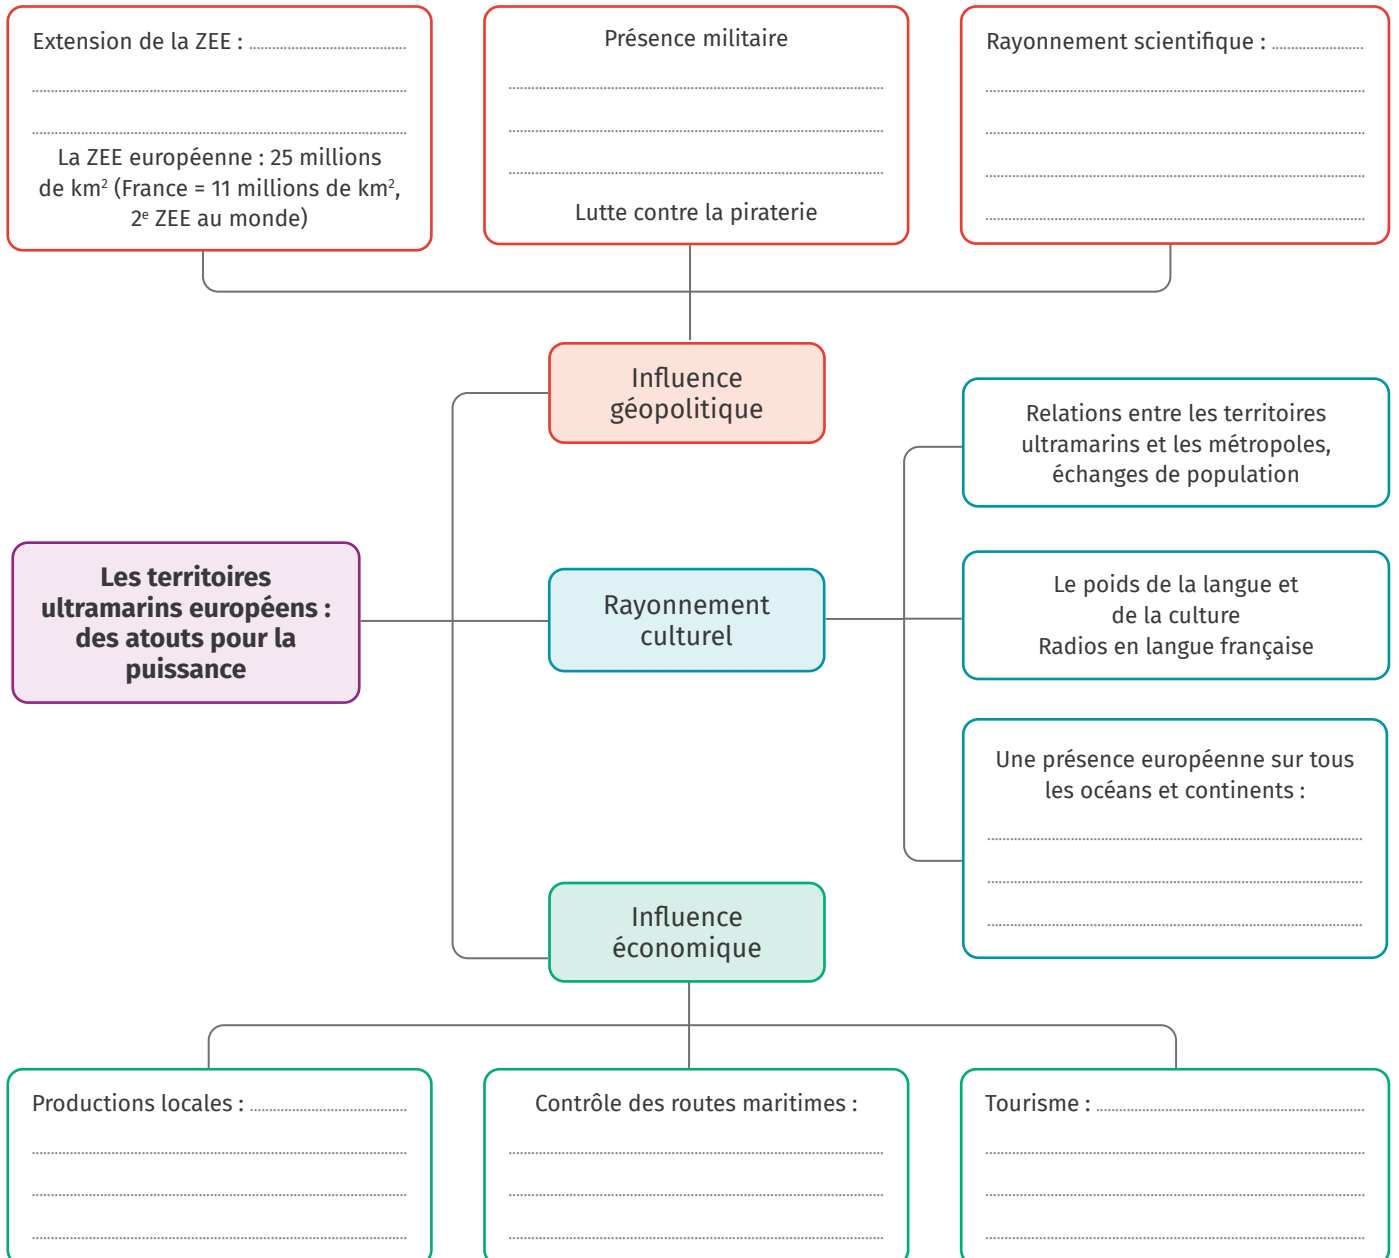 Extension de la ZEE :
La ZEE européenne : 25 millions
de km² (France = 11 millions de km²,
2ᵉ ZEE au monde)
Présence militaire
Lutte contre la piraterie
Rayonnement scientifique :
Influence
géopolitique
Relations entre les territoires
ultramarins et les métropoles,
échanges de population
Les territoires
ultramarins européens :
des atouts pour la
puissance
Rayonnement
culturel
Le poids de la langue et
de la culture
Radios en langue française
Une présence européenne sur tous
les océans et continents :
Influence
économique
Productions locales :
Contrôle des routes maritimes :
Tourisme :